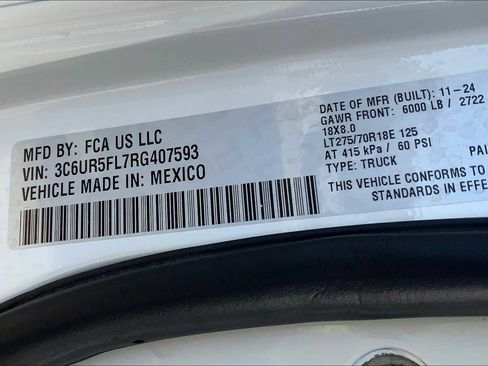 MFD BY: FCA US LLC
VIN: 3C6UR5FL7RG407593
VEHICLE MADE IN: MEXICO
DATE OF MFR (BUILT): 11-24
GAWR FRONT: 6000 LB / 2722
18X8.0
LT275/70R18E 125
AT 415 kPa / 60 PSI
TYPE: TRUCK
PAI
THIS VEHICLE CONFORMS TO
STANDARDS IN EFFE